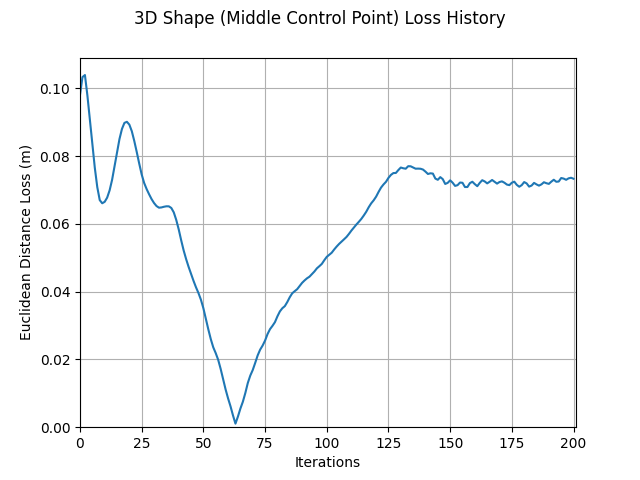 3D Shape (Middle Control Point) Loss History
Euclidean Distance Loss (m)
0.10
0.08
0.06
0.04
0.02
0.00
0 25 50 75 100 125 150 175 200
Iterations